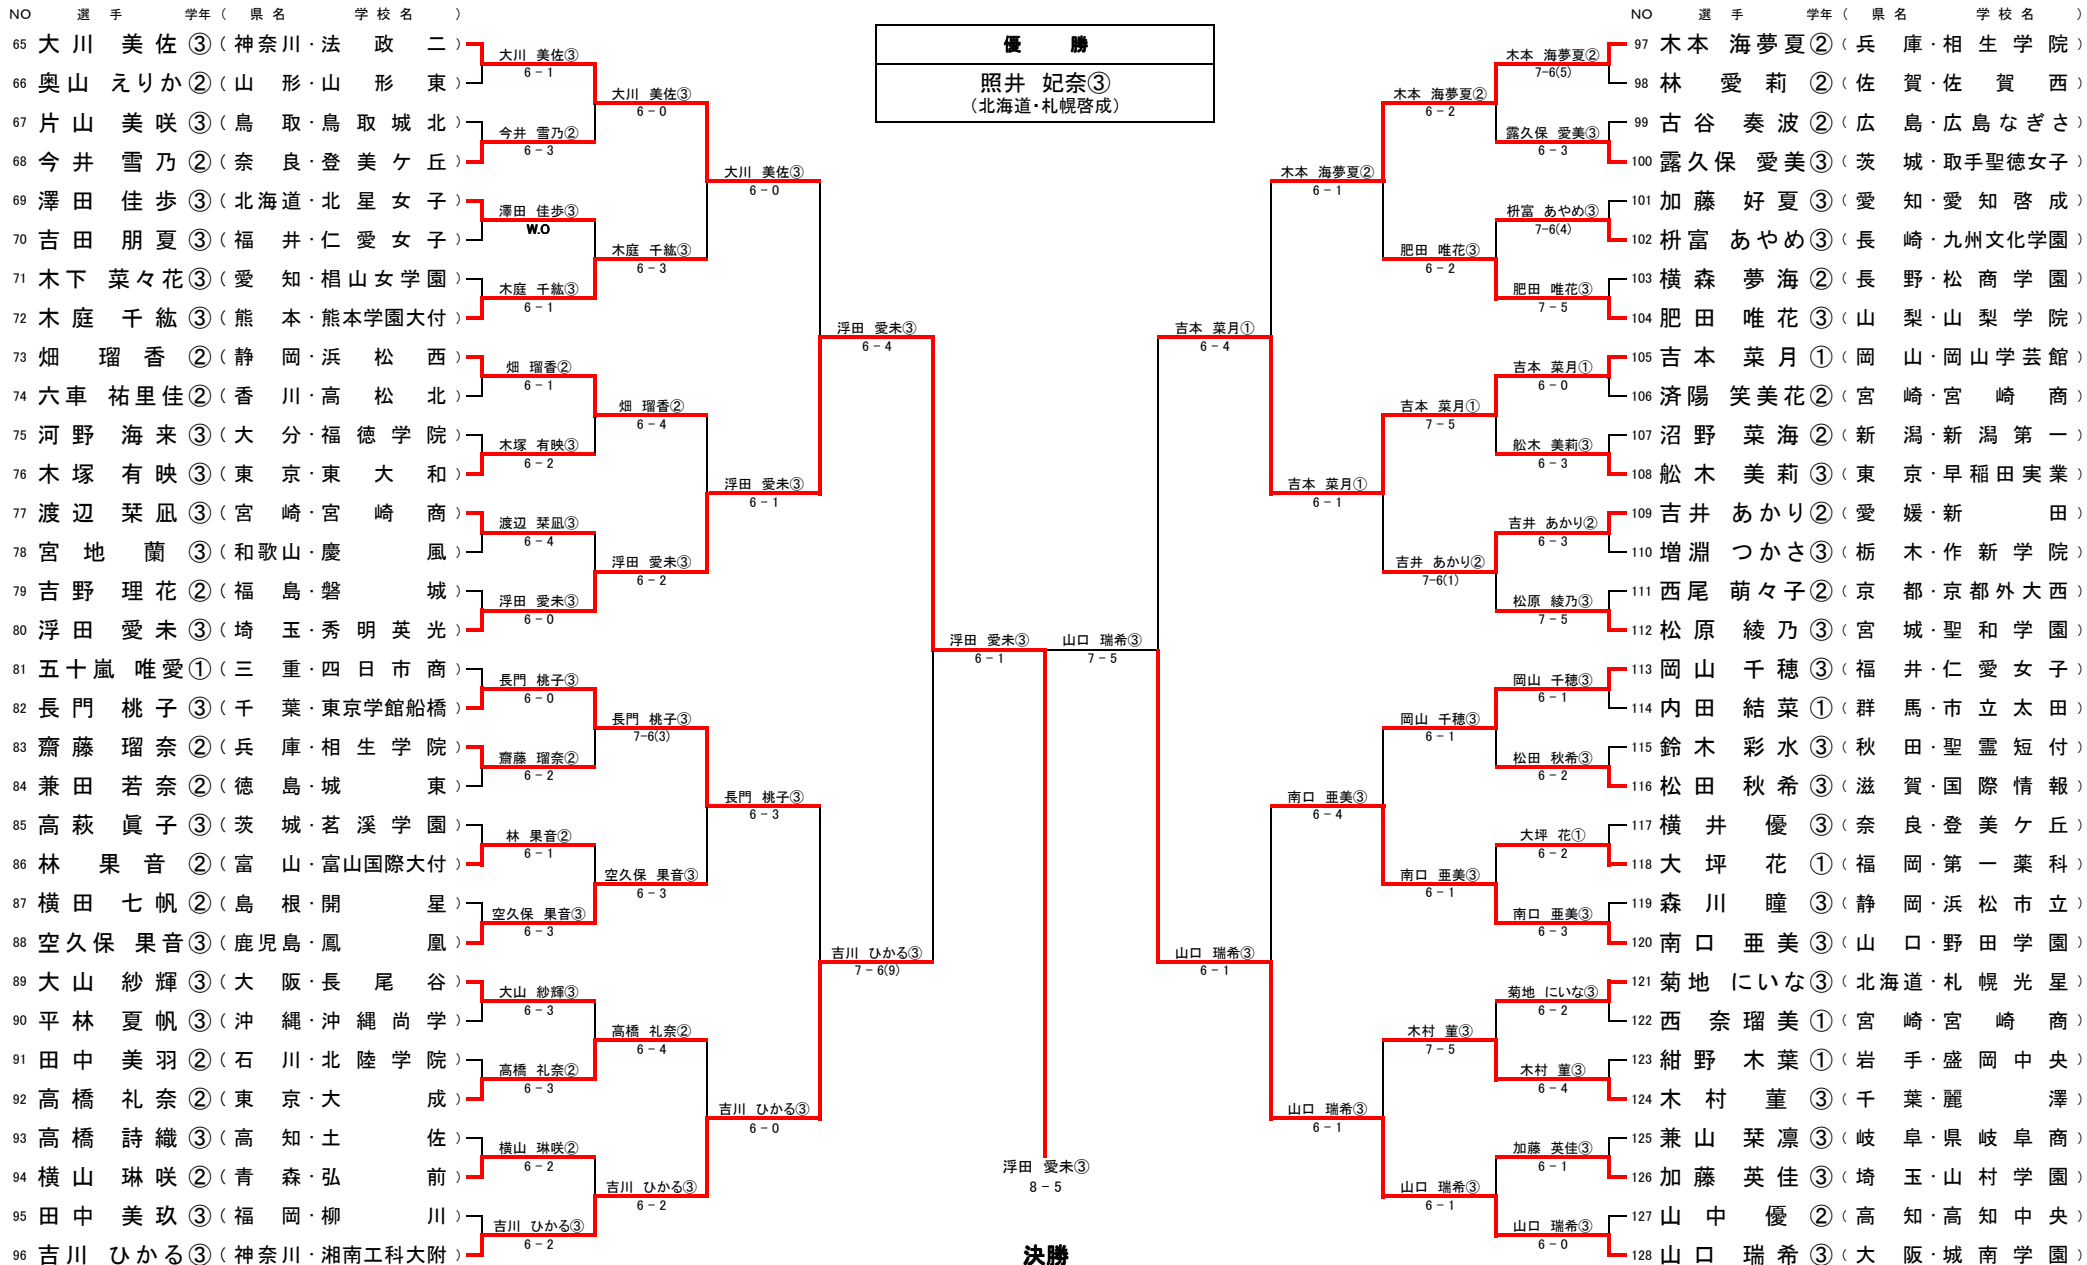 NO 選手 学年 ( 県名 学校名 )
65 大川 美佐 ③ ( 神奈川・法政二 )
66 奥山 えりか ② ( 山形・山形東 )
67 片山 美咲 ③ ( 鳥取・鳥取城北 )
68 今井 雪乃 ② ( 奈良・登美ケ丘 )
69 澤田 佳歩 ③ ( 北海道・北星女子 )
70 吉田 朋夏 ③ ( 福井・仁愛女子 )
71 木下 菜々花 ③ ( 愛知・椙山女学園 )
72 木庭 千紘 ③ ( 熊本・熊本学園大付 )
73 畑 瑠香 ② ( 静岡・浜松西 )
74 六車 祐里佳 ② ( 香川・高松北 )
75 河野 海来 ③ ( 大分・福徳学院 )
76 木塚 有映 ③ ( 東京・東大和 )
77 渡辺 栞凪 ③ ( 宮崎・宮崎商 )
78 宮地 蘭 ③ ( 和歌山・慶風 )
79 吉野 理花 ② ( 福島・磐城 )
80 浮田 愛未 ③ ( 埼玉・秀明英光 )
81 五十嵐 唯愛 ① ( 三重・四日市商 )
82 長門 桃子 ③ ( 千葉・東京学館船橋 )
83 齋藤 瑠奈 ② ( 兵庫・相生学院 )
84 兼田 若奈 ② ( 徳島・城東 )
85 高萩 眞子 ③ ( 茨城・茗溪学園 )
86 林 果音 ② ( 富山・富山国際大付 )
87 横田 七帆 ② ( 島根・開星 )
88 空久保 果音 ③ ( 鹿児島・鳳凰 )
89 大山 紗輝 ③ ( 大阪・長尾谷 )
90 平林 夏帆 ③ ( 沖縄・沖縄尚学 )
91 田中 美羽 ② ( 石川・北陸学院 )
92 高橋 礼奈 ② ( 東京・大成 )
93 高橋 詩織 ③ ( 高知・土佐 )
94 横山 琳咲 ② ( 青森・弘前 )
95 田中 美玖 ③ ( 福岡・柳川 )
96 吉川 ひかる ③ ( 神奈川・湘南工科大附 )
大川 美佐③
6 - 1
今井 雪乃②
6 - 3
澤田 佳歩③
W.O
木庭 千紘③
6 - 1
畑 瑠香②
6 - 1
木塚 有映③
6 - 2
渡辺 栞凪③
6 - 4
浮田 愛未③
6 - 0
長門 桃子③
6 - 0
齋藤 瑠奈②
6 - 2
林 果音②
6 - 1
空久保 果音③
6 - 3
大山 紗輝③
6 - 3
高橋 礼奈②
6 - 3
横山 琳咲②
6 - 2
吉川 ひかる③
6 - 2
大川 美佐③
6 - 0
木庭 千紘③
6 - 3
畑 瑠香②
6 - 4
浮田 愛未③
6 - 2
長門 桃子③
7-6(3)
空久保 果音③
6 - 3
高橋 礼奈②
6 - 4
吉川 ひかる③
6 - 2
大川 美佐③
6 - 0
浮田 愛未③
6 - 1
長門 桃子③
6 - 3
吉川 ひかる③
6 - 0
浮田 愛未③
6 - 4
吉川 ひかる③
7 - 6(9)
浮田 愛未③
6 - 1
優勝
照井 妃奈③
(北海道・札幌啓成)
浮田 愛未③
8 - 5
決勝
山口 瑞希③
7 - 5
吉本 菜月①
6 - 4
山口 瑞希③
6 - 1
木本 海夢夏②
6 - 1
吉本 菜月①
6 - 1
南口 亜美③
6 - 4
山口 瑞希③
6 - 1
木本 海夢夏②
6 - 2
肥田 唯花③
6 - 2
吉本 菜月①
7 - 5
吉井 あかり②
7-6(1)
岡山 千穂③
6 - 1
南口 亜美③
6 - 1
木村 菫③
7 - 5
山口 瑞希③
6 - 1
木本 海夢夏②
7-6(5)
露久保 愛美③
6 - 3
枡富 あやめ③
7-6(4)
肥田 唯花③
7 - 5
吉本 菜月①
6 - 0
舩木 美莉③
6 - 3
吉井 あかり②
6 - 3
松原 綾乃③
7 - 5
岡山 千穂③
6 - 1
松田 秋希③
6 - 2
大坪 花①
6 - 2
南口 亜美③
6 - 3
菊地 にいな③
6 - 2
木村 菫③
6 - 4
加藤 英佳③
6 - 1
山口 瑞希③
6 - 0
NO 選手 学年 ( 県名 学校名 )
97 木本 海夢夏 ② ( 兵庫・相生学院 )
98 林 愛莉 ② ( 佐賀・佐賀西 )
99 古谷 奏波 ② ( 広島・広島なぎさ )
100 露久保 愛美 ③ ( 茨城・取手聖徳女子 )
101 加藤 好夏 ③ ( 愛知・愛知啓成 )
102 枡富 あやめ ③ ( 長崎・九州文化学園 )
103 横森 夢海 ② ( 長野・松商学園 )
104 肥田 唯花 ③ ( 山梨・山梨学院 )
105 吉本 菜月 ① ( 岡山・岡山学芸館 )
106 済陽 笑美花 ② ( 宮崎・宮崎商 )
107 沼野 菜海 ② ( 新潟・新潟第一 )
108 舩木 美莉 ③ ( 東京・早稲田実業 )
109 吉井 あかり ② ( 愛媛・新田 )
110 増淵 つかさ ③ ( 栃木・作新学院 )
111 西尾 萌々子 ② ( 京都・京都外大西 )
112 松原 綾乃 ③ ( 宮城・聖和学園 )
113 岡山 千穂 ③ ( 福井・仁愛女子 )
114 内田 結菜 ① ( 群馬・市立太田 )
115 鈴木 彩水 ③ ( 秋田・聖霊短付 )
116 松田 秋希 ③ ( 滋賀・国際情報 )
117 横井 優 ③ ( 奈良・登美ケ丘 )
118 大坪 花 ① ( 福岡・第一薬科 )
119 森川 瞳 ③ ( 静岡・浜松市立 )
120 南口 亜美 ③ ( 山口・野田学園 )
121 菊地 にいな ③ ( 北海道・札幌光星 )
122 西 奈瑠美 ① ( 宮崎・宮崎商 )
123 紺野 木葉 ① ( 岩手・盛岡中央 )
124 木村 菫 ③ ( 千葉・麗澤 )
125 兼山 栞凛 ③ ( 岐阜・県岐阜商 )
126 加藤 英佳 ③ ( 埼玉・山村学園 )
127 山中 優 ② ( 高知・高知中央 )
128 山口 瑞希 ③ ( 大阪・城南学園 )